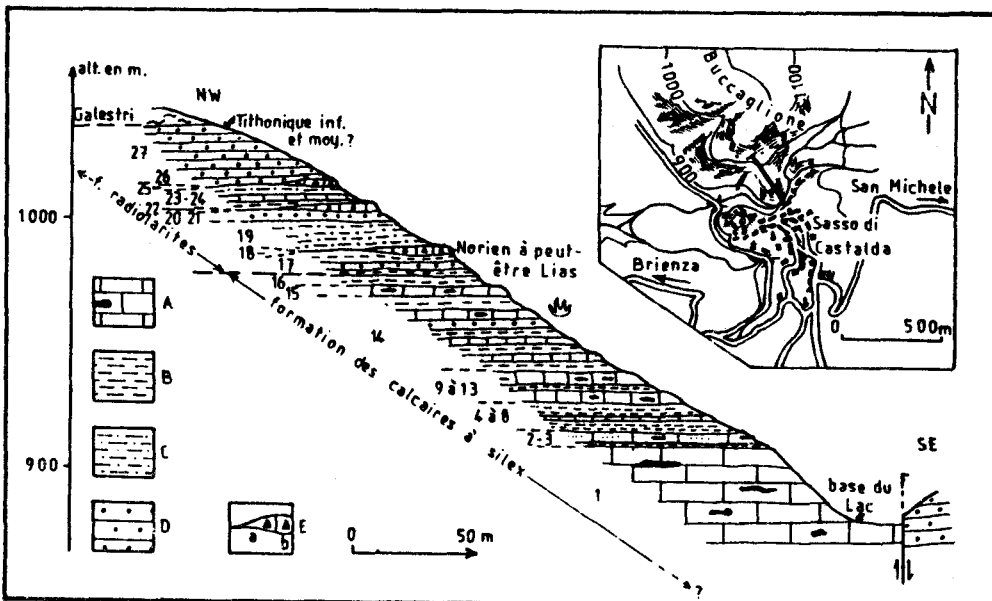 alt. en m.
NW
Galestri
Tithonique inf.
et moy. ?
27
26
25
23-24
22
20 21
1000
f. radiolarites
19
18
17
16
15
Norien à peut-
être Lias
14
formation des calcaires à silex
9 à 13
4 à 8
2-3
900
1
SE
base du
Lac
F
?
A
B
C
D
E
a b
0 50 m
Buccaglione
1000
1001
900
N
San Michele
Sasso di
Castalda
Brienza
0 500m